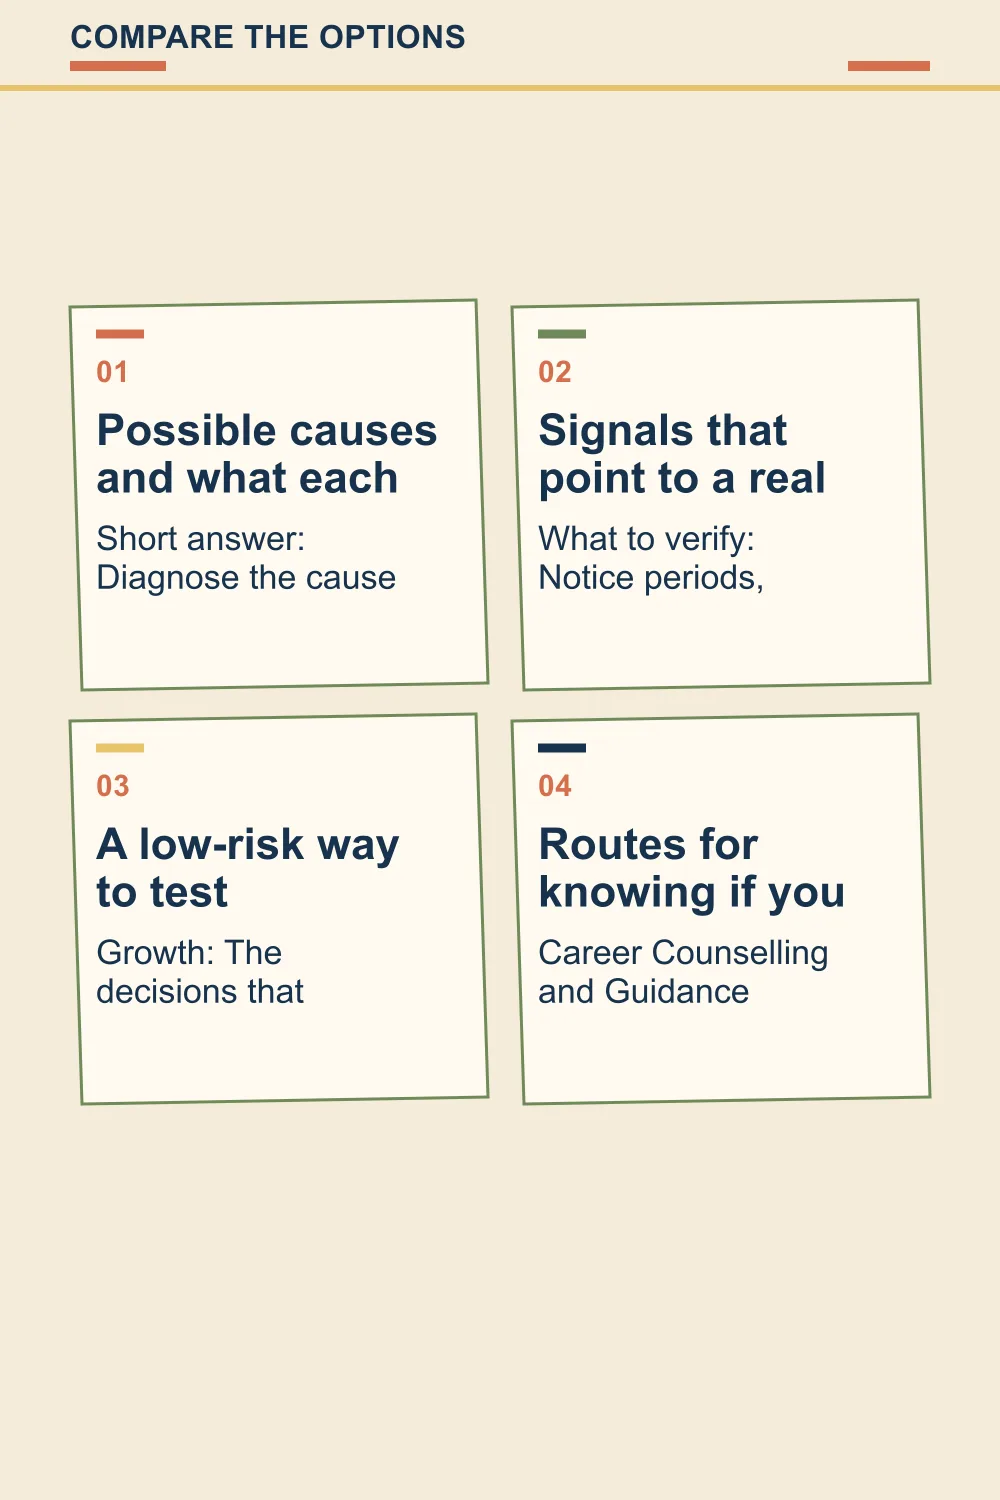 COMPARE THE OPTIONS
01
Possible causes
and what each
Short answer:
Diagnose the cause
02
Signals that
point to a real
What to verify:
Notice periods,
03
A low-risk way
to test
Growth: The
decisions that
04
Routes for
knowing if you
Career Counselling
and Guidance